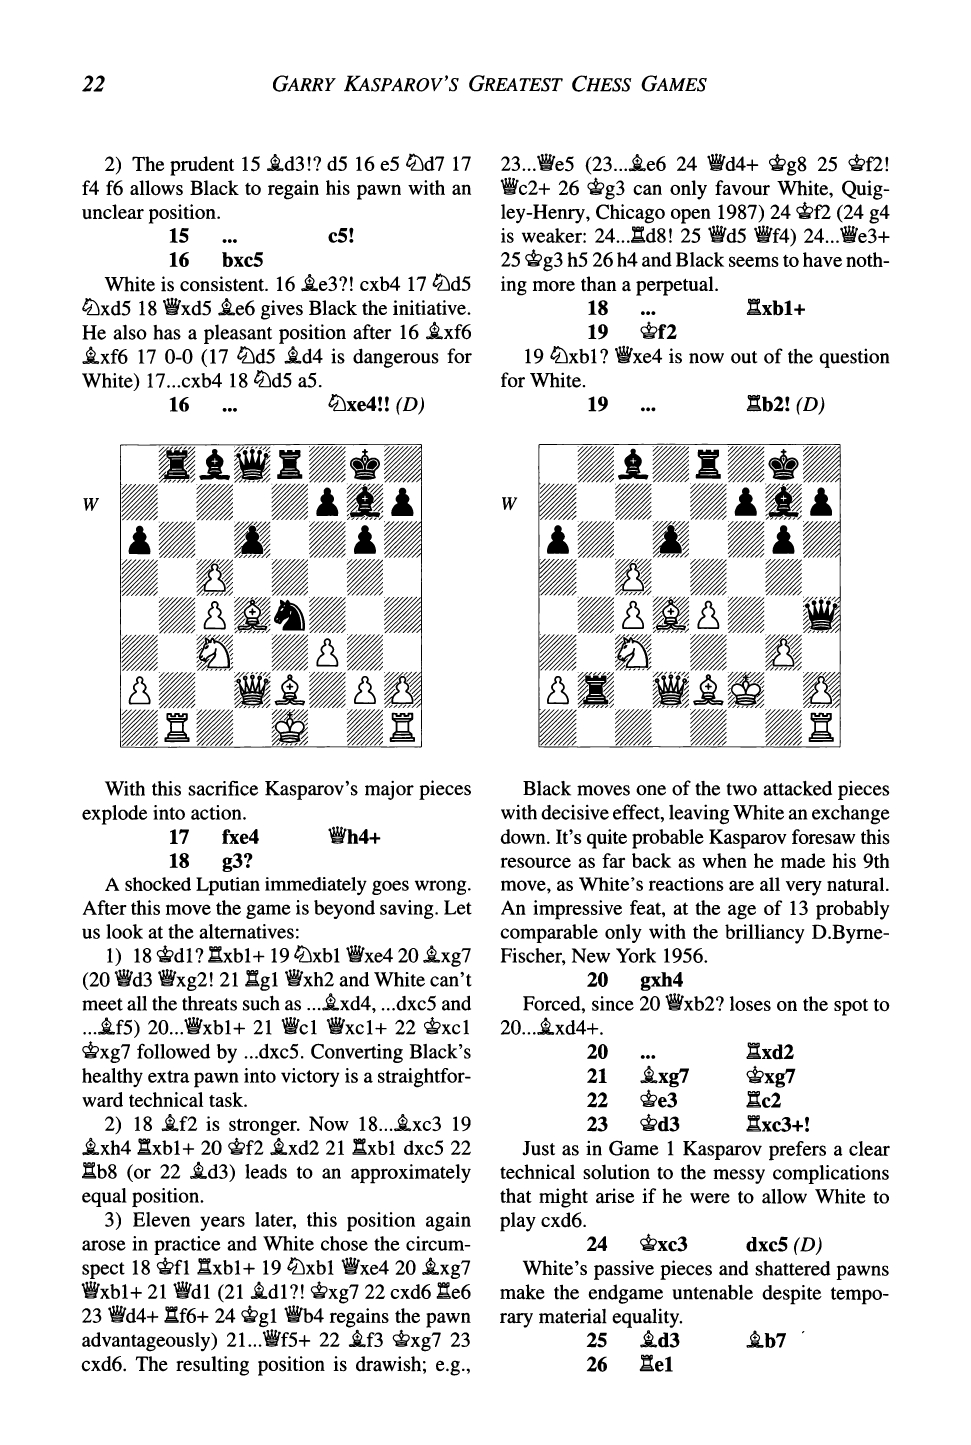 22 GARRY KASPAROV'S GREATEST CHESS GAMES
2) The prudent 15 ♗d3!? d5 16 e5 ♘d7 17
f4 f6 allows Black to regain his pawn with an
unclear position.
15 ... c5!
16 bxc5
White is consistent. 16 ♗e3?! cxb4 17 ♘d5
♘xd5 18 ♕xd5 ♗e6 gives Black the initiative.
He also has a pleasant position after 16 ♗xf6
♗xf6 17 0-0 (17 ♘d5 ♗d4 is dangerous for
White) 17...cxb4 18 ♘d5 a5.
16 ... ♘xe4!! (D)
W
With this sacrifice Kasparov's major pieces
explode into action.
17 fxe4 ♕h4+
18 g3?
A shocked Lputian immediately goes wrong.
After this move the game is beyond saving. Let
us look at the alternatives:
1) 18 ♔d1? ♖xb1+ 19 ♘xb1 ♕xe4 20 ♗xg7
(20 ♕d3 ♕xg2! 21 ♖g1 ♕xh2 and White can't
meet all the threats such as ...♗xd4, ...dxc5 and
...♗f5) 20...♕xb1+ 21 ♕c1 ♕xc1+ 22 ♔xc1
♔xg7 followed by ...dxc5. Converting Black's
healthy extra pawn into victory is a straightfor-
ward technical task.
2) 18 ♗f2 is stronger. Now 18...♗xc3 19
♗xh4 ♖xb1+ 20 ♔f2 ♗xd2 21 ♖xb1 dxc5 22
♖b8 (or 22 ♗d3) leads to an approximately
equal position.
3) Eleven years later, this position again
arose in practice and White chose the circum-
spect 18 ♔f1 ♖xb1+ 19 ♘xb1 ♕xe4 20 ♗xg7
♕xb1+ 21 ♕d1 (21 ♗d1?! ♔xg7 22 cxd6 ♖e6
23 ♕d4+ ♖f6+ 24 ♔g1 ♕b4 regains the pawn
advantageously) 21...♕f5+ 22 ♗f3 ♔xg7 23
cxd6. The resulting position is drawish; e.g.,
23...♕e5 (23...♗e6 24 ♕d4+ ♔g8 25 ♔f2!
♕c2+ 26 ♔g3 can only favour White, Quig-
ley-Henry, Chicago open 1987) 24 ♔f2 (24 g4
is weaker: 24...♖d8! 25 ♕d5 ♕f4) 24...♕e3+
25 ♔g3 h5 26 h4 and Black seems to have noth-
ing more than a perpetual.
18 ... ♖xb1+
19 ♔f2
19 ♘xb1? ♕xe4 is now out of the question
for White.
19 ... ♖b2! (D)
W
Black moves one of the two attacked pieces
with decisive effect, leaving White an exchange
down. It's quite probable Kasparov foresaw this
resource as far back as when he made his 9th
move, as White's reactions are all very natural.
An impressive feat, at the age of 13 probably
comparable only with the brilliancy D.Byrne-
Fischer, New York 1956.
20 gxh4
Forced, since 20 ♕xb2? loses on the spot to
20...♗xd4+.
20 ... ♖xd2
21 ♗xg7 ♔xg7
22 ♔e3 ♖c2
23 ♔d3 ♖xc3+!
Just as in Game 1 Kasparov prefers a clear
technical solution to the messy complications
that might arise if he were to allow White to
play cxd6.
24 ♔xc3 dxc5 (D)
White's passive pieces and shattered pawns
make the endgame untenable despite tempo-
rary material equality.
25 ♗d3 ♗b7
26 ♖e1